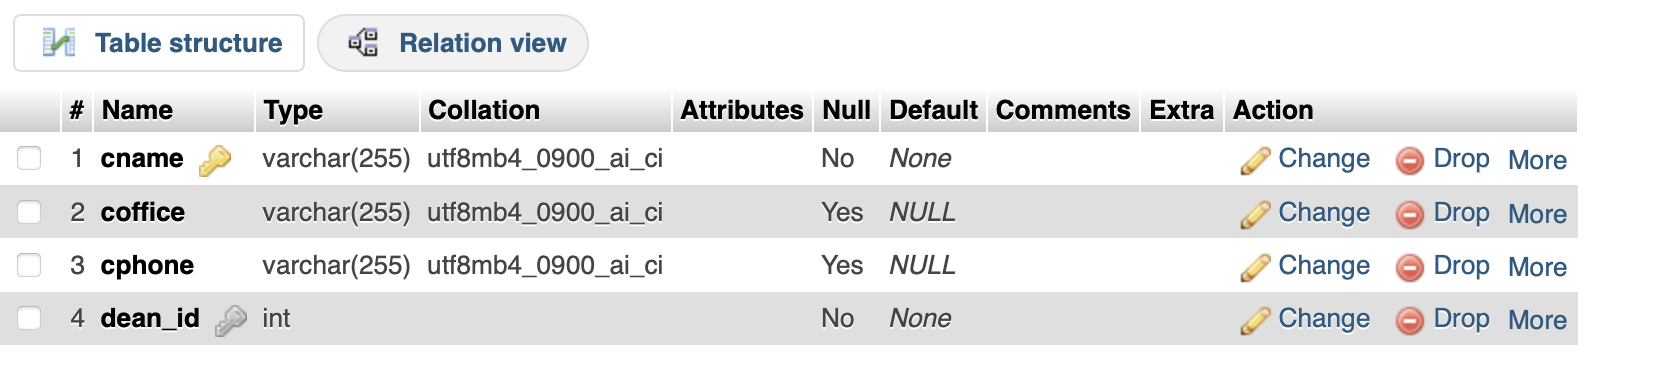 Table structure Relation view
# Name Type Collation Attributes Null Default Comments Extra Action
1 cname varchar(255) utf8mb4_0900_ai_ci No None Change Drop More
2 coffice varchar(255) utf8mb4_0900_ai_ci Yes NULL Change Drop More
3 cphone varchar(255) utf8mb4_0900_ai_ci Yes NULL Change Drop More
4 dean_id int No None Change Drop More